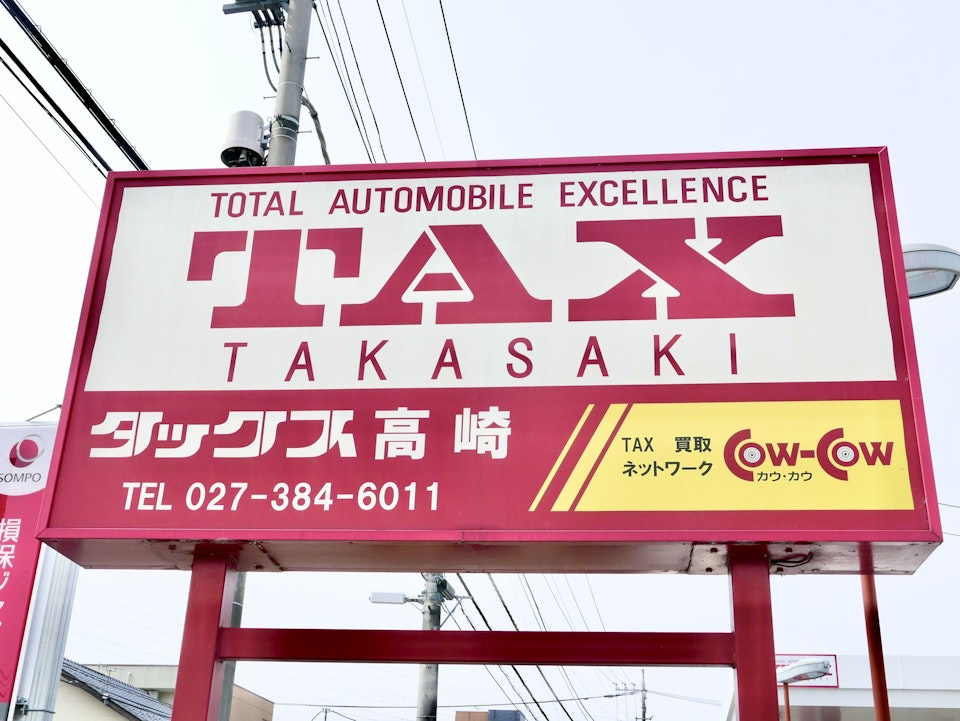 TOTAL AUTOMOBILE EXCELLENCE
TAX
TAKASAKI
タックス高崎
TEL 027-384-6011
TAX 買取
ネットワーク
COW-COW
カウ・カウ
SOMPO
損保ジャ